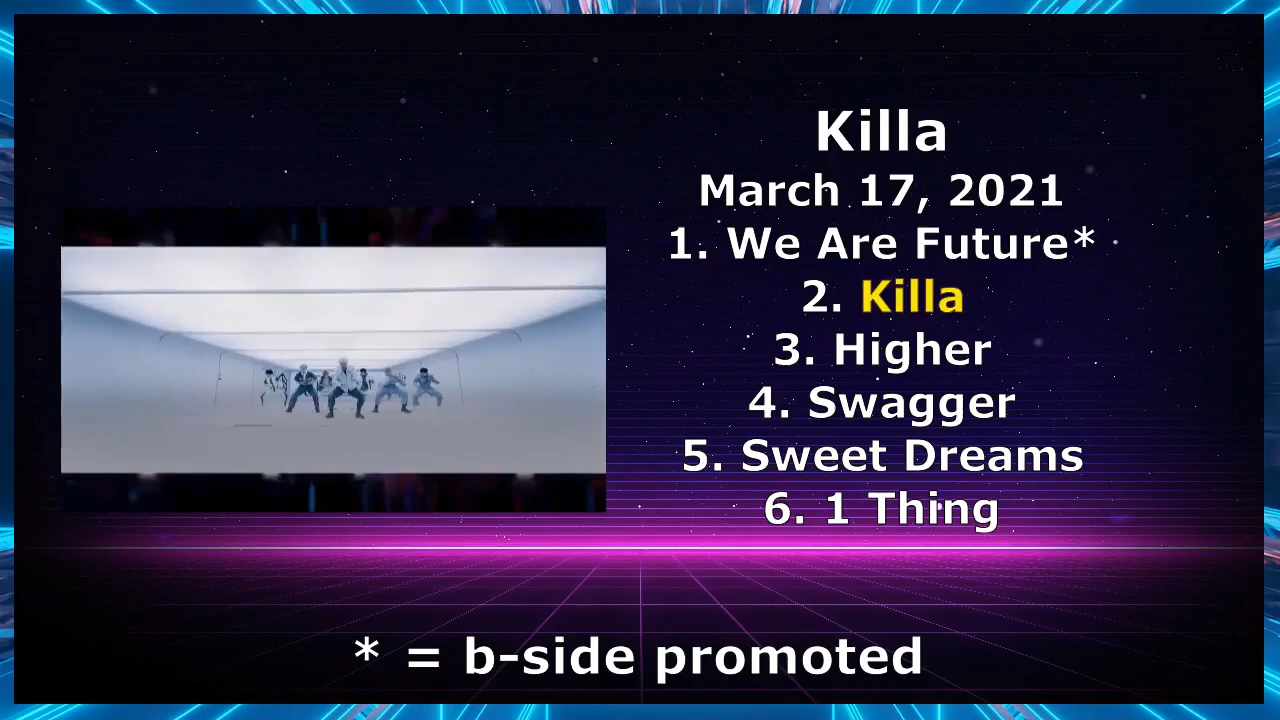 Killa
March 17, 2021
1. We Are Future*
2. Killa
3. Higher
4. Swagger
5. Sweet Dreams
6. 1 Thing
* = b-side promoted